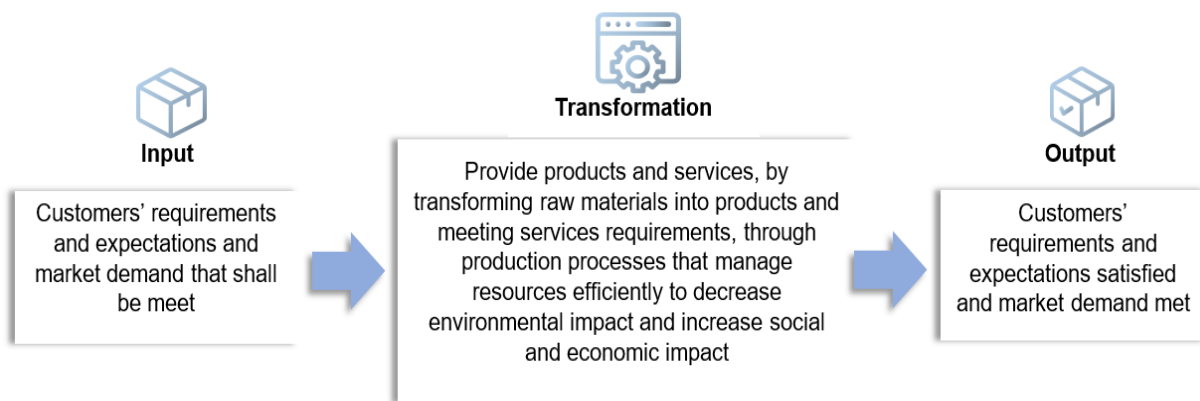 Input
Customers' requirements
and expectations and
market demand that shall
be meet
Transformation
Provide products and services, by
transforming raw materials into products and
meeting services requirements, through
production processes that manage
resources efficiently to decrease
environmental impact and increase social
and economic impact
Output
Customers'
requirements and
expectations satisfied
and market demand met